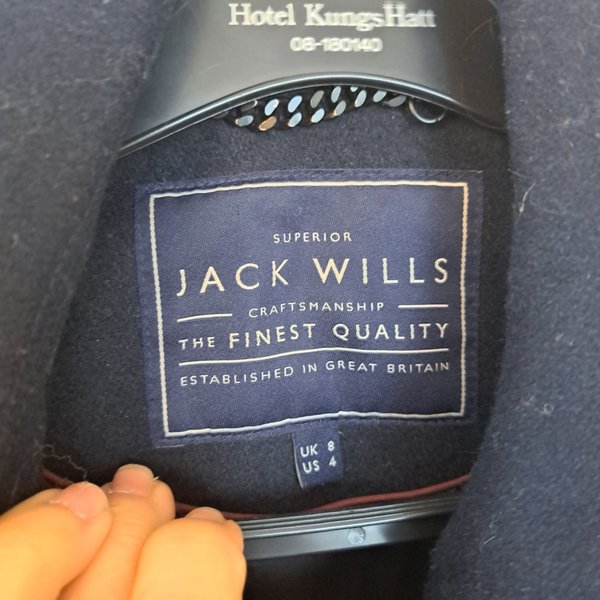 Hotel KungsHatt
08-180140
SUPERIOR
JACK WILLS
CRAFTSMANSHIP
THE FINEST QUALITY
ESTABLISHED IN GREAT BRITAIN
UK 8
US 4